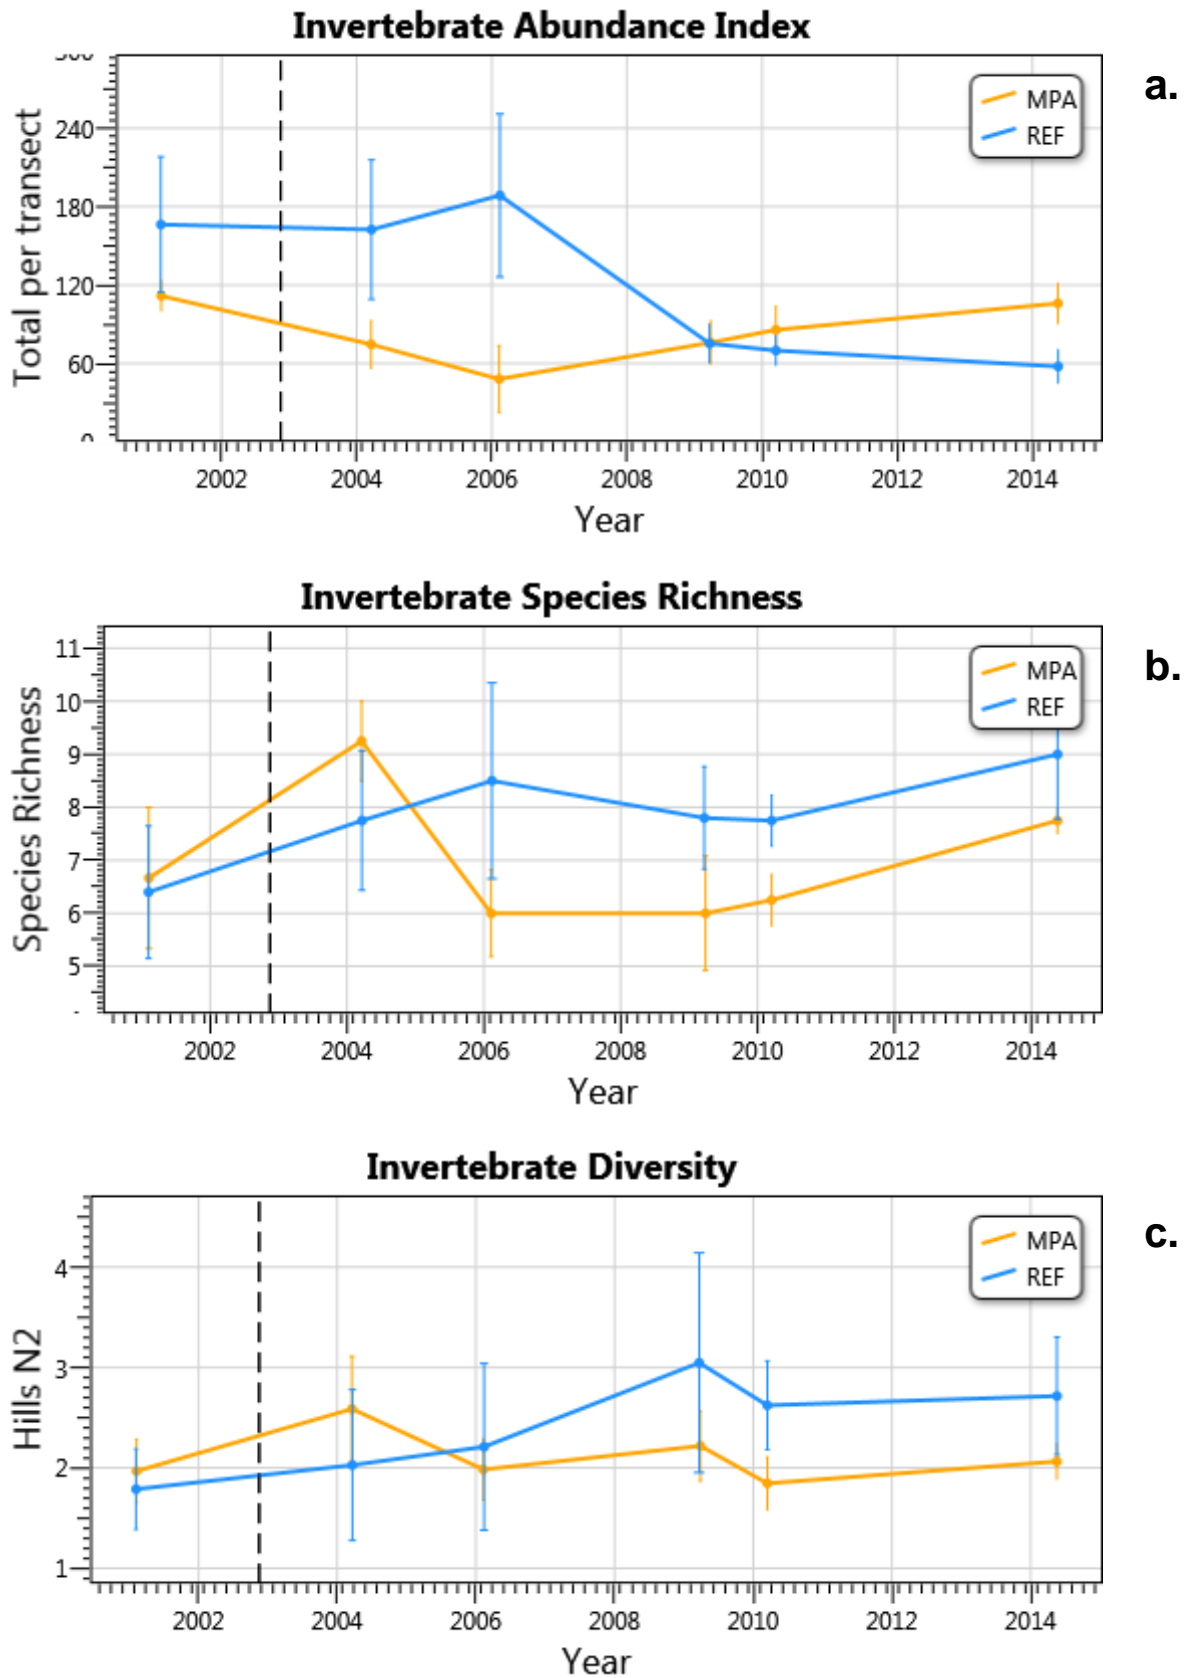 Invertebrate Abundance Index
a.
Total per transect
240
180
120
60
MPA
REF
2002 2004 2006 2008 2010 2012 2014
Year
Invertebrate Species Richness
b.
Species Richness
11
10
9
8
7
6
5
MPA
REF
2002 2004 2006 2008 2010 2012 2014
Year
Invertebrate Diversity
c.
Hills N2
4
3
2
1
MPA
REF
2002 2004 2006 2008 2010 2012 2014
Year